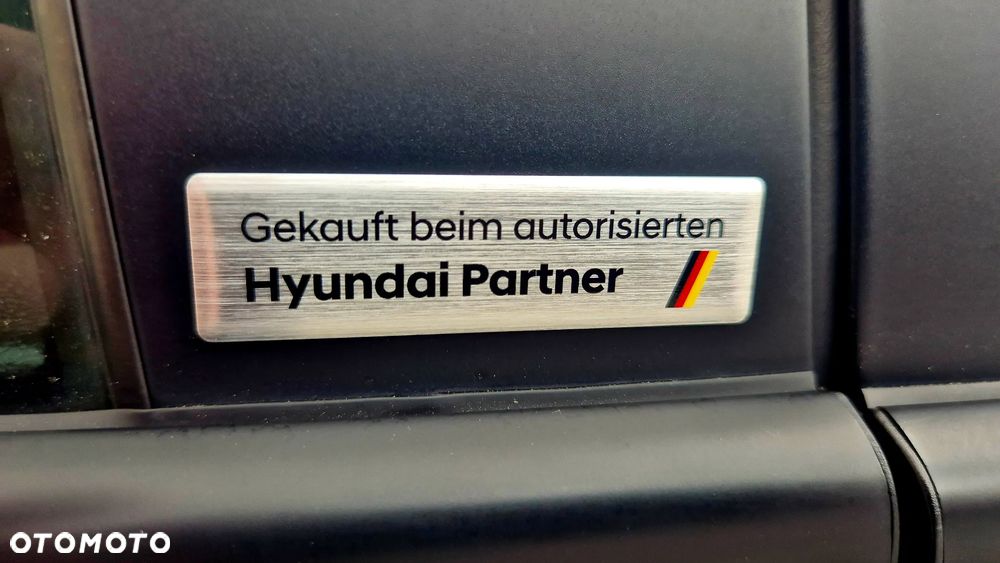 Gekauft beim autorisierten
Hyundai Partner
OTOMOTO